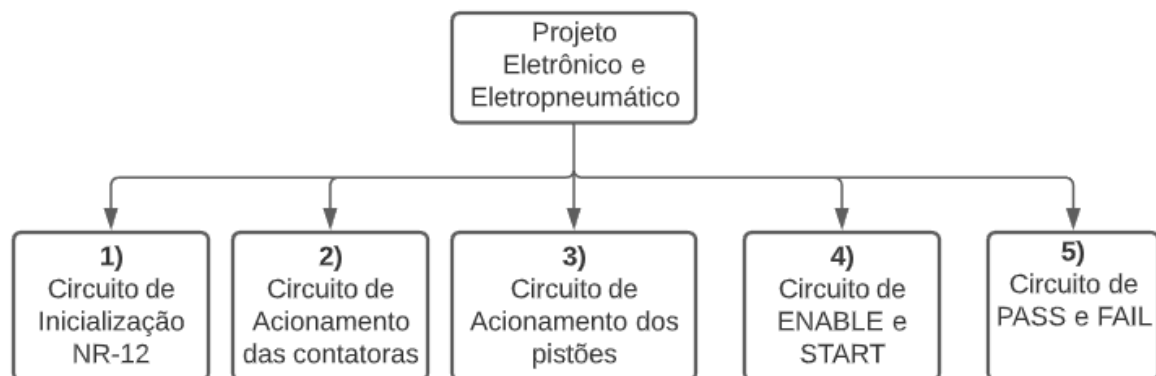 Projeto
Eletrônico e
Eletropneumático
1)
Circuito de
Inicialização
NR-12
2)
Circuito de
Acionamento
das contatoras
3)
Circuito de
Acionamento dos
pistões
4)
Circuito de
ENABLE e
START
5)
Circuito de
PASS e FAIL